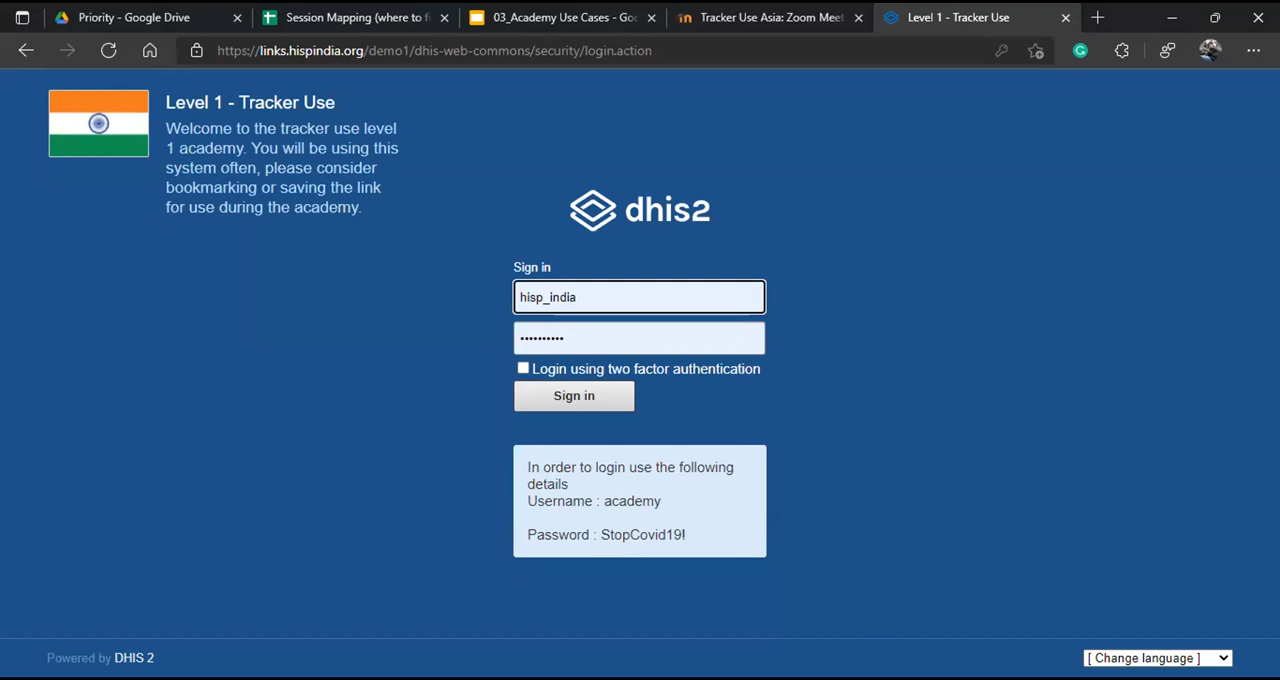 Priority - Google Drive
Session Mapping (where to fi
03_Academy Use Cases - Goo
Tracker Use Asia: Zoom Meet
Level 1 - Tracker Use
https://links.hispindia.org/demo1/dhis-web-commons/security/login.action
Level 1 - Tracker Use
Welcome to the tracker use level
1 academy. You will be using this
system often, please consider
bookmarking or saving the link
for use during the academy.
dhis2
Sign in
hisp_india
••••••••••
Login using two factor authentication
Sign in
In order to login use the following
details
Username : academy
Password : StopCovid19!
Powered by DHIS 2
[ Change language ]